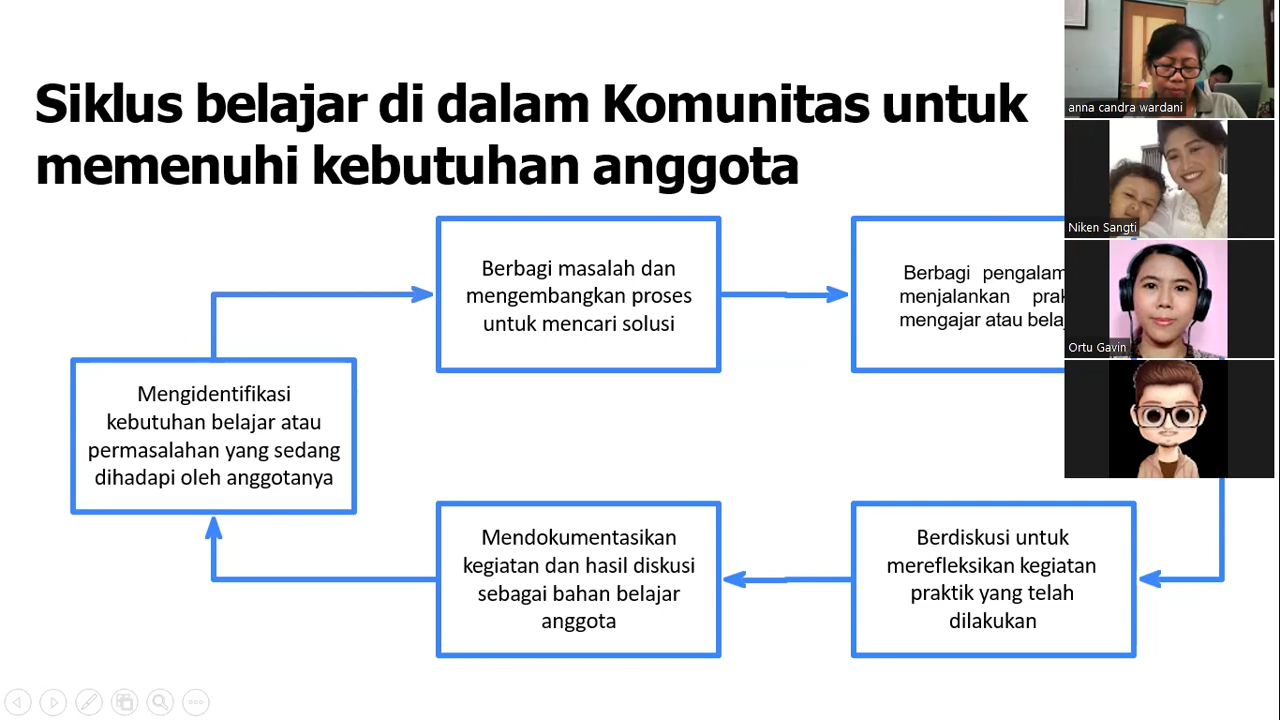 Siklus belajar di dalam Komunitas untuk
memenuhi kebutuhan anggota
Berbagi masalah dan
mengembangkan proses
untuk mencari solusi
Berbagi
menjalankan
mengajar atau
Mengidentifikasi
kebutuhan belajar atau
permasalahan yang sedang
dihadapi oleh anggotanya
Mendokumentasikan
kegiatan dan hasil diskusi
sebagai bahan belajar
anggota
Berdiskusi untuk
merefleksikan kegiatan
praktik yang telah
dilakukan
anna candra wardani
Niken Sangti
Ortu Gavin